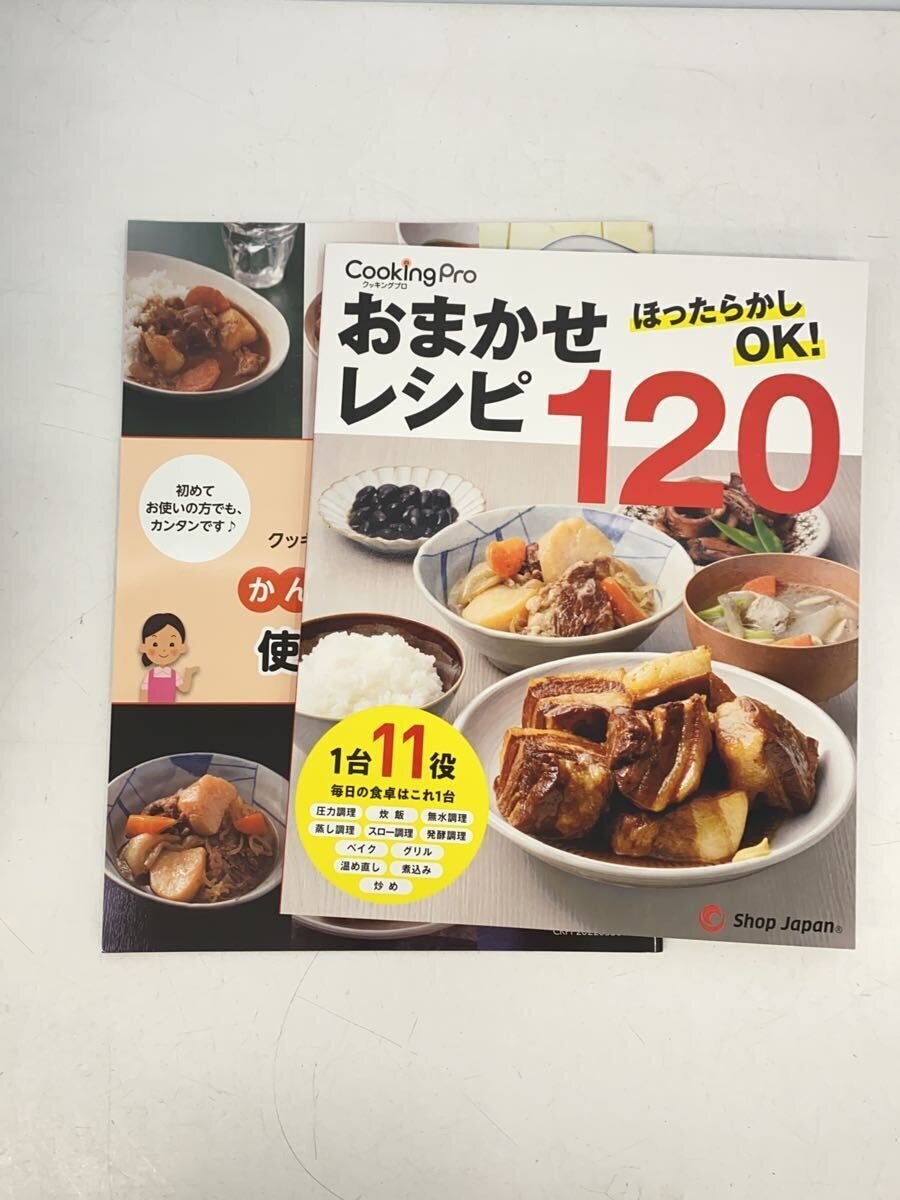 CookingPro
クッキングプロ
おまかせ
レシピ120
ほったらかし
OK!
1台11役
毎日の食卓はこれ1台
圧力調理 炊飯 無水調理
蒸し調理 スロー調理 発酵調理
ベイク グリル
温め直し 煮込み
炒め
Shop Japan®
初めて
お使いの方でも、
カンタンです♪
クッキ
かん
使